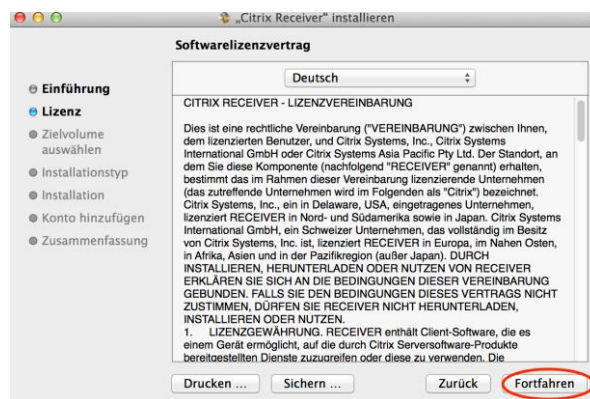 „Citrix Receiver“ installieren
Softwarelizenzvertrag
Einführung
Lizenz
Zielvolume
auswählen
Installationstyp
Installation
Konto hinzufügen
Zusammenfassung
Deutsch
CITRIX RECEIVER - LIZENZVEREINBARUNG
Dies ist eine rechtliche Vereinbarung ("VEREINBARUNG") zwischen Ihnen,
dem lizenzierten Benutzer, und Citrix Systems, Inc., Citrix Systems
International GmbH oder Citrix Systems Asia Pacific Pty Ltd. Der Standort, an
dem Sie diese Komponente (nachfolgend "RECEIVER" genannt) erhalten,
bestimmt das im Rahmen dieser Vereinbarung lizenzierende Unternehmen
(das zutreffende Unternehmen wird im Folgenden als "Citrix") bezeichnet.
Citrix Systems, Inc., ein in Delaware, USA, eingetragenes Unternehmen,
lizenziert RECEIVER in Nord- und Südamerika sowie in Japan. Citrix Systems
International GmbH, ein Schweizer Unternehmen, das vollständig im Besitz
von Citrix Systems, Inc. ist, lizenziert RECEIVER in Europa, im Nahen Osten,
in Afrika, Asien und in der Pazifikregion (außer Japan). DURCH
INSTALLIEREN, HERUNTERLADEN ODER NUTZEN VON RECEIVER
ERKLÄREN SIE SICH AN DIE BEDINGUNGEN DIESER VEREINBARUNG
GEBUNDEN. FALLS SIE DEN BEDINGUNGEN DIESES VERTRAGS NICHT
ZUSTIMMEN, DÜRFEN SIE RECEIVER NICHT HERUNTERLADEN,
INSTALLIEREN ODER NUTZEN.
1. LIZENZGEWÄHRUNG. RECEIVER enthält Client-Software, die es
einem Gerät ermöglicht, auf die durch Citrix Serversoftware-Produkte
bereitgestellten Dienste zuzugreifen oder diese zu verwenden. Die
Drucken ...
Sichern ...
Zurück
Fortfahren